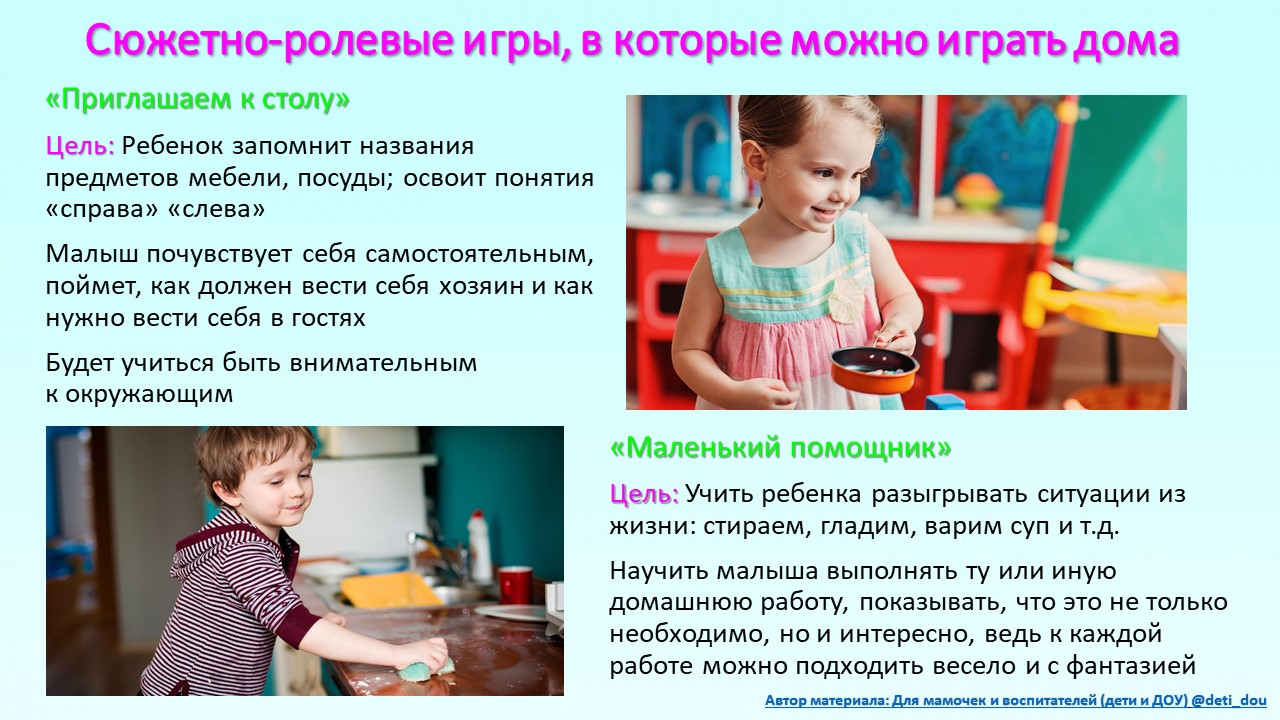 Сюжетно-ролевые игры, в которые можно играть дома
«Приглашаем к столу»
Цель: Ребенок запомнит названия
предметов мебели, посуды; освоит понятия
«справа» «слева»
Малыш почувствует себя самостоятельным,
поймет, как должен вести себя хозяин и как
нужно вести себя в гостях
Будет учиться быть внимательным
к окружающим
«Маленький помощник»
Цель: Учить ребенка разыгрывать ситуации из
жизни: стираем, гладим, варим суп и т.д.
Научить малыша выполнять ту или иную
домашнюю работу, показывать, что это не только
необходимо, но и интересно, ведь к каждой
работе можно подходить весело и с фантазией
Автор материала: Для мамочек и воспитателей (дети и ДОУ) @deti_dou